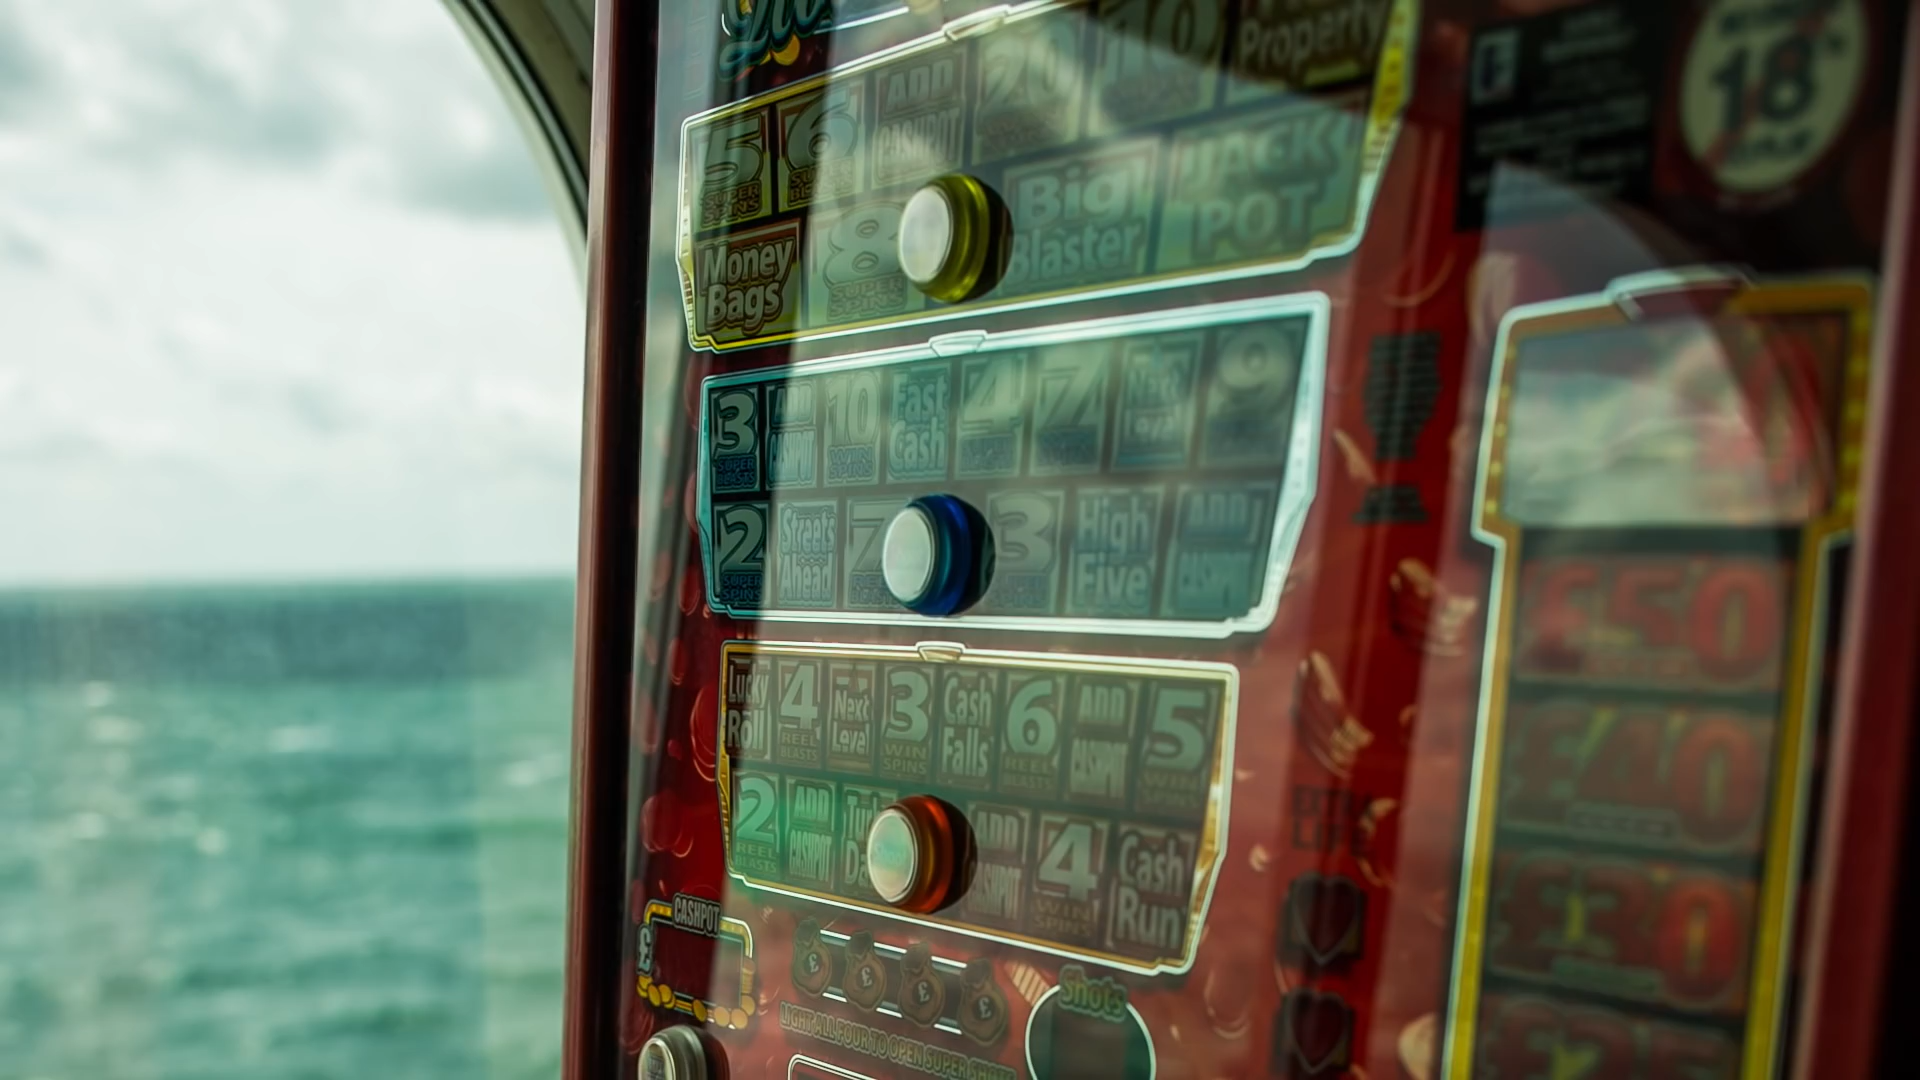 Property
5 SUPER SPINS
6
ADD CASHPOT
20
10
Money Bags
8 SUPER SPINS
Big Blaster
JACKPOT
18
3 SUPER BLASTS
ADD CASHPOT
10 WIN SPINS
Fast Cash
4
7
Next Level
9
2 SUPER SPINS
Streets Ahead
7
3
High Five
ADD CASHPOT
Lucky Roll
4 REEL BLASTS
Next Level
3 WIN SPINS
Cash Falls
6 REEL BLASTS
ADD CASHPOT
5 WIN SPINS
2 REEL BLASTS
ADD CASHPOT
ADD CASHPOT
4 WIN SPINS
Cash Run
CASHPOT
£
£ £ £ £
LIGHT ALL FOUR TO OPEN SUPER SHOTS
Shots
£50
£40
£30